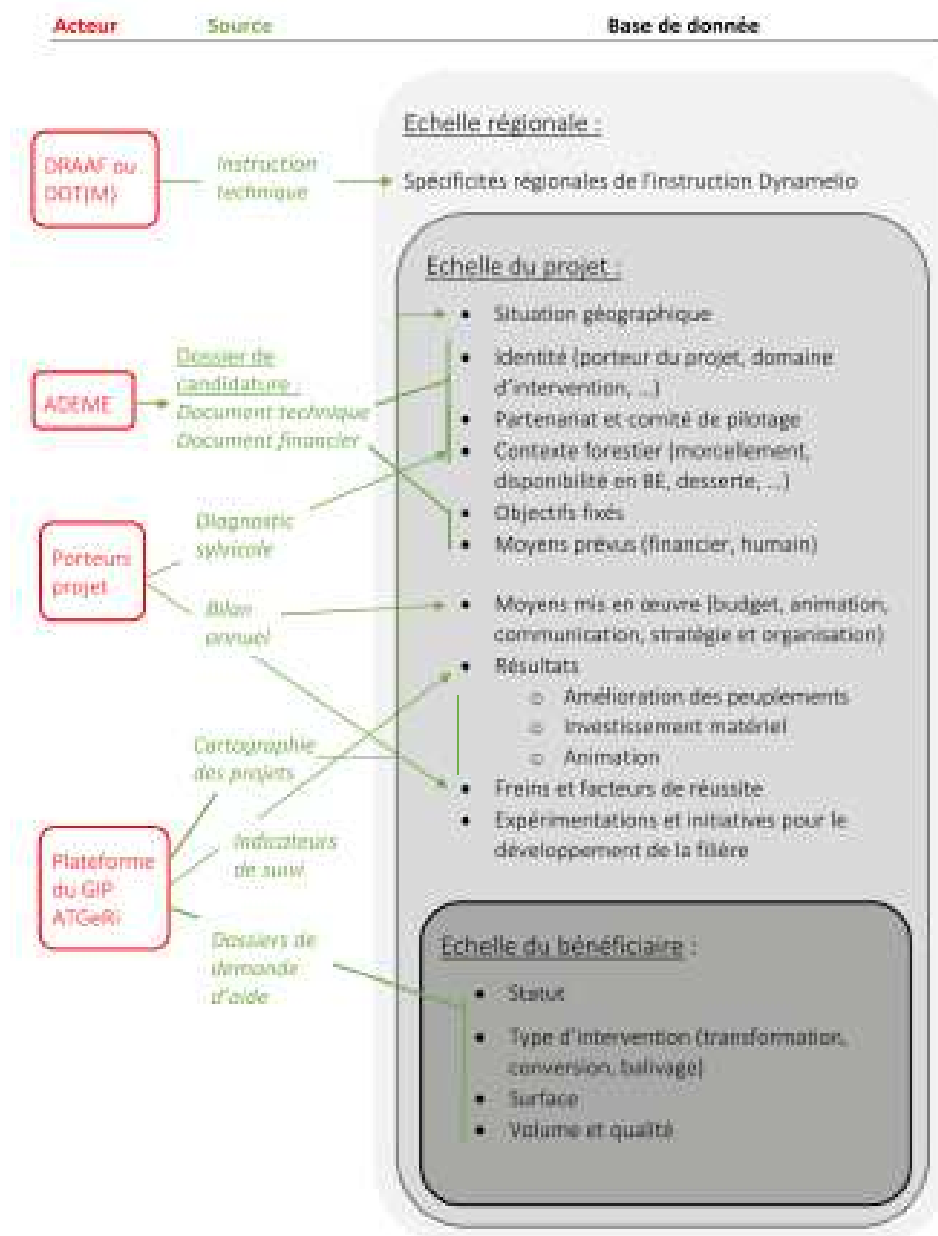 Acteur Source Base de donnée
Echelle régionale :
DRAAF ou
DDT(M)
Instruction
technique
Spécificités régionales de l'instruction Dynamelio
Echelle du projet :
• Situation géographique
• Identité (porteur du projet, domaine
d'intervention, ...)
• Partenariat et comité de pilotage
• Contexte forestier (morcellement,
disponibilité en BE, desserte, ...)
• Objectifs fixés
• Moyens prévus (financier, humain)
ADEME
Dossier de
candidature :
Document technique
Document financier
Porteurs
projet
Diagnostic
sylvicole
Bilan
annuel
• Moyens mis en œuvre (budget, animation,
communication, stratégie et organisation)
• Résultats
o Amélioration des peuplements
o Investissement matériel
o Animation
• Freins et facteurs de réussite
• Expérimentations et initiatives pour le
développement de la filière
Plateforme
du GIP
ATGeRi
Cartographie
des projets
Indicateurs
de suivi
Dossiers de
demande
d'aide
Echelle du bénéficiaire :
• Statut
• Type d'intervention (transformation,
conversion, balivage)
• Surface
• Volume et qualité